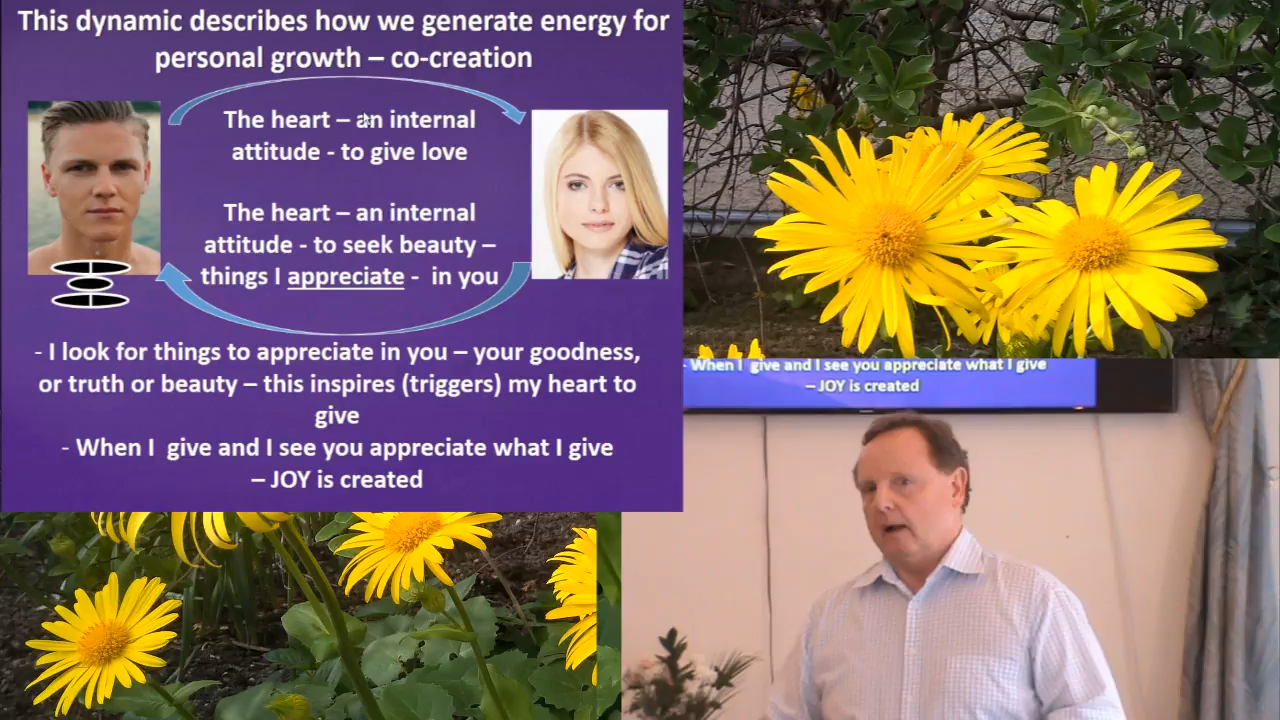 This dynamic describes how we generate energy for
personal growth – co-creation
The heart – an internal
attitude - to give love
The heart – an internal
attitude - to seek beauty –
things I appreciate - in you
- I look for things to appreciate in you – your goodness,
or truth or beauty – this inspires (triggers) my heart to
give
- When I give and I see you appreciate what I give
– JOY is created
- When I give and I see you appreciate what I give
– JOY is created